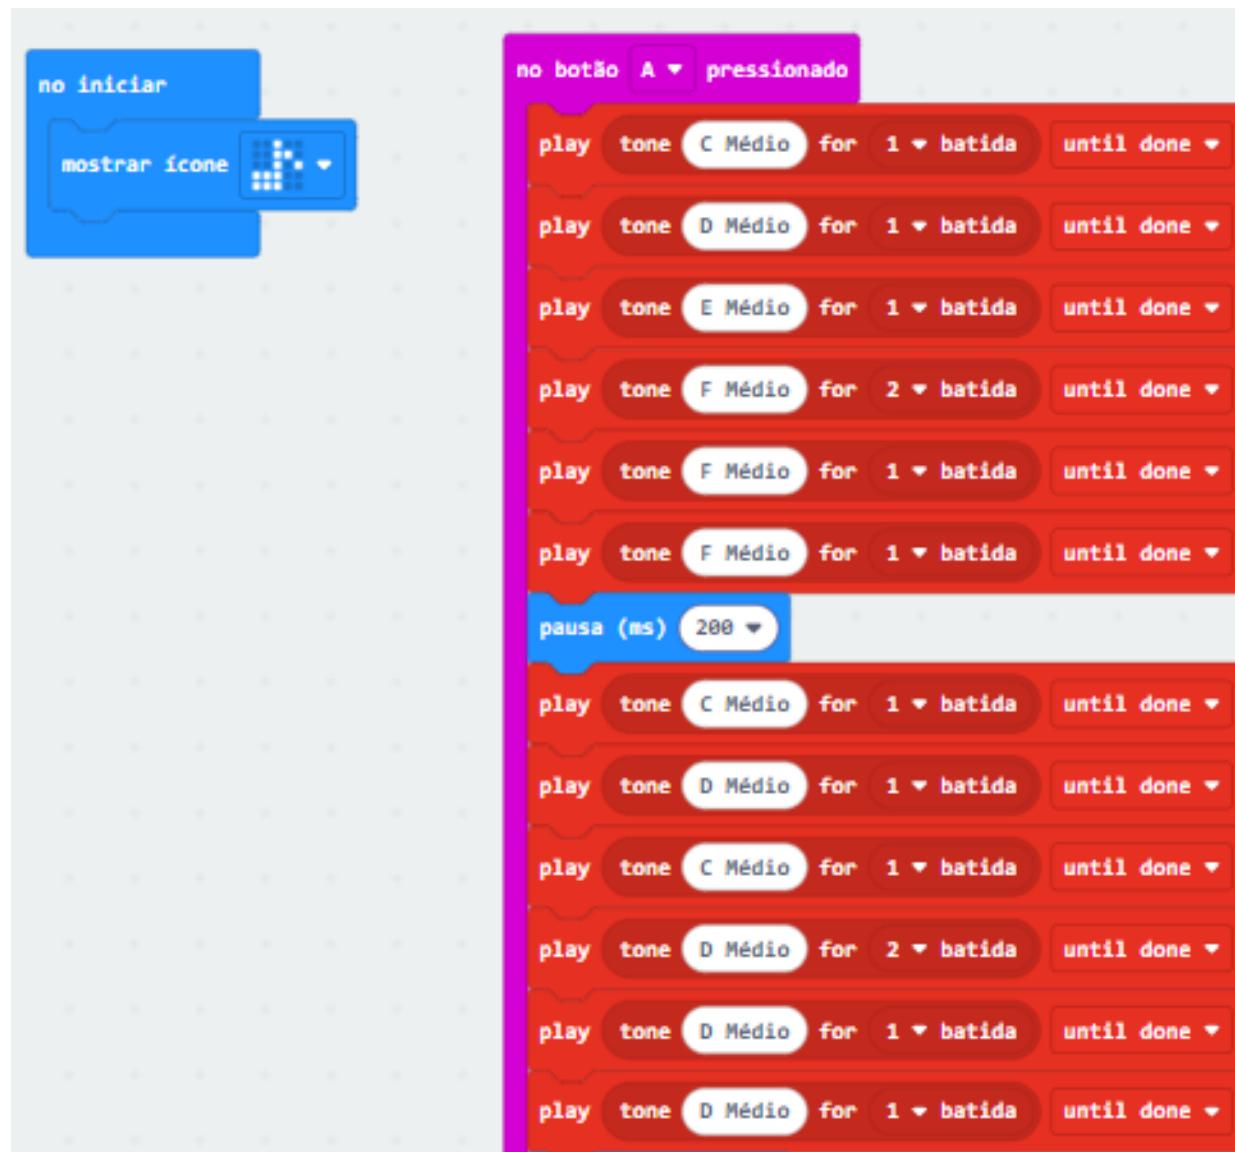 no iniciar
mostrar ícone
no botão A pressionado
play tone C Médio for 1 batida until done
play tone D Médio for 1 batida until done
play tone E Médio for 1 batida until done
play tone F Médio for 2 batida until done
play tone F Médio for 1 batida until done
play tone F Médio for 1 batida until done
pausa (ms) 200
play tone C Médio for 1 batida until done
play tone D Médio for 1 batida until done
play tone C Médio for 1 batida until done
play tone D Médio for 2 batida until done
play tone D Médio for 1 batida until done
play tone D Médio for 1 batida until done